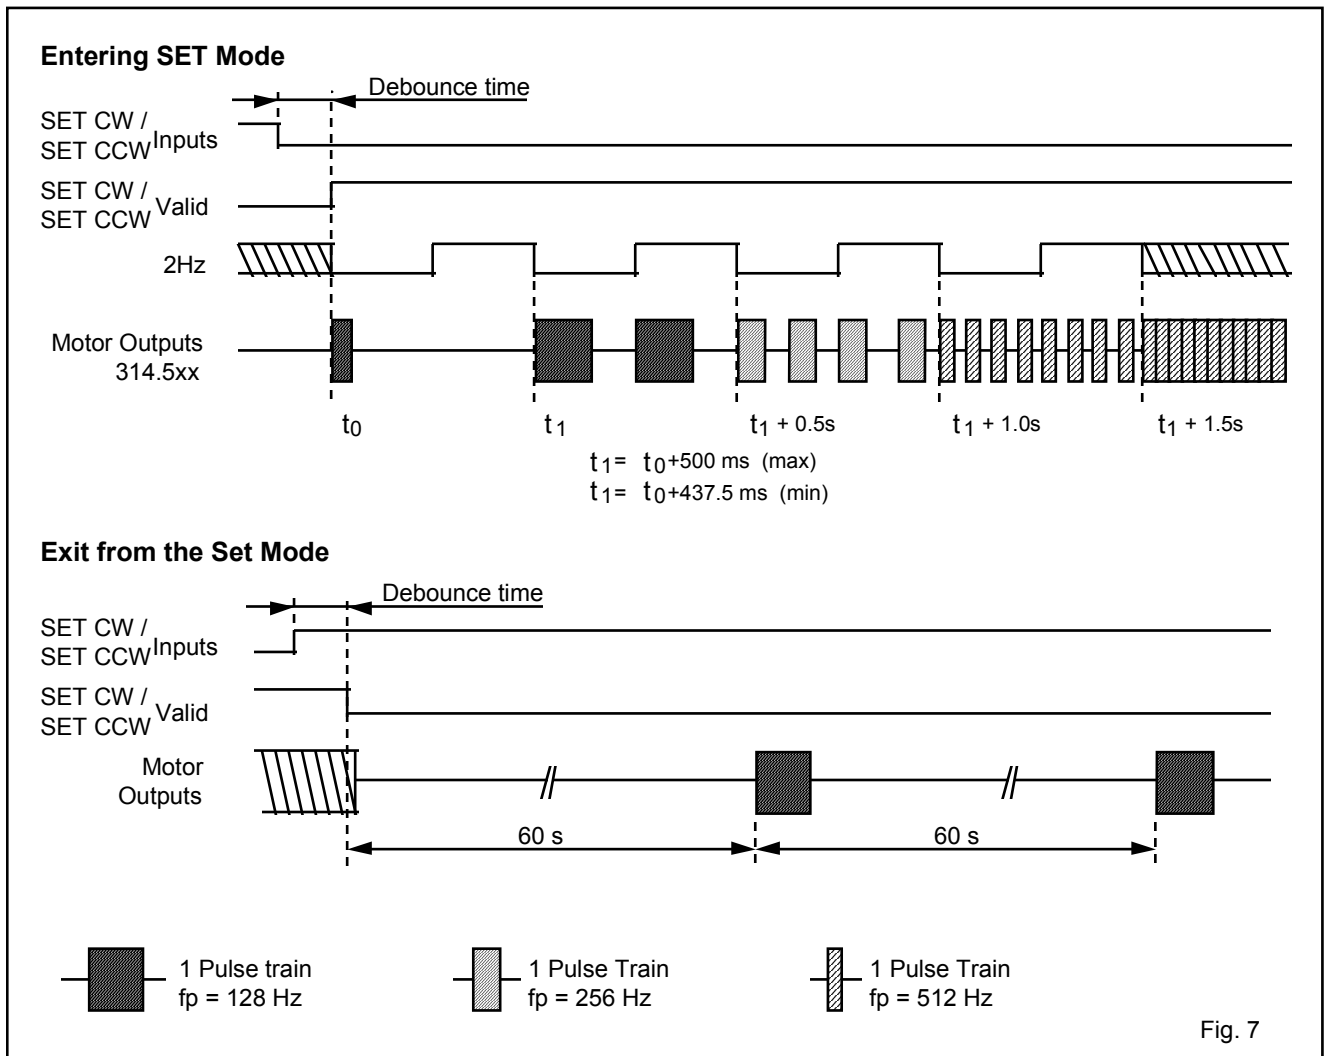 Entering SET Mode
Debounce time
SET CW /
SET CCW Inputs
SET CW /
SET CCW Valid
2Hz
Motor Outputs
314.5xx
t0 t1 t1 + 0.5s t1 + 1.0s t1 + 1.5s
t1= t0+500 ms (max)
t1= t0+437.5 ms (min)
Exit from the Set Mode
Debounce time
SET CW /
SET CCW Inputs
SET CW /
SET CCW Valid
Motor
Outputs
60 s 60 s
1 Pulse train
fp = 128 Hz
1 Pulse Train
fp = 256 Hz
1 Pulse Train
fp = 512 Hz
Fig. 7